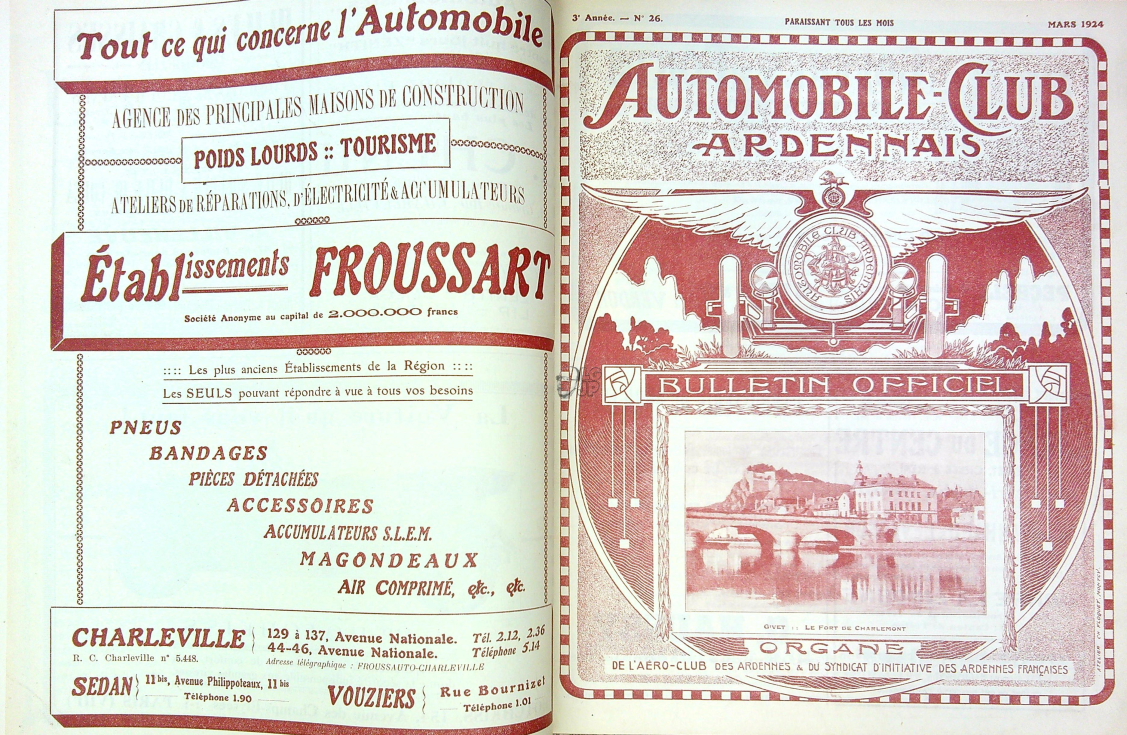 Tout ce qui concerne l'Automobile
AGENCE DES PRINCIPALES MAISONS DE CONSTRUCTION
POIDS LOURDS :: TOURISME
ATELIERS DE RÉPARATIONS, D'ÉLECTRICITÉ & ACCUMULATEURS
Établissements FROUSSART
Société Anonyme au capital de 2.000.000 francs
:::: Les plus anciens Établissements de la Région ::::
Les SEULS pouvant répondre à vue à tous vos besoins
PNEUS
BANDAGES
PIÈCES DÉTACHÉES
ACCESSOIRES
ACCUMULATEURS S.L.E.M.
MAGONDEAUX
AIR COMPRIMÉ, etc., etc.
CHARLEVILLE
R. C. Charleville n° 5.448.
129 à 137, Avenue Nationale. Tél. 2.12, 2.36
44-46, Avenue Nationale. Téléphone 5.14
Adresse télégraphique : FROUSSAUTO-CHARLEVILLE
SEDAN
11 bis, Avenue Philippoteaux, 11 bis
Téléphone 1.90
VOUZIERS
Rue Bournizet
Téléphone 1.01
3e Année. — N° 26.
PARAISSANT TOUS LES MOIS
MARS 1924
AUTOMOBILE-CLUB
ARDENNAIS
AUTOMOBILE CLUB ARDENNAIS
BULLETIN OFFICIEL
GIVET :: LE FORT DE CHARLEMONT
ORGANE
DE L'AÉRO-CLUB DES ARDENNES & DU SYNDICAT D'INITIATIVE DES ARDENNES FRANÇAISES